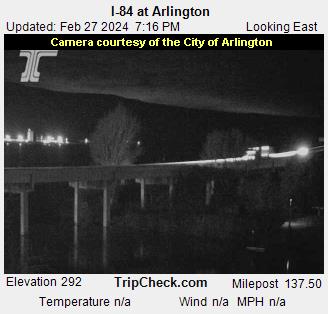 I-84 at Arlington
Updated: Feb 27 2024 7:16 PM Looking East
Camera courtesy of the City of Arlington
Elevation 292 TripCheck.com Milepost 137.50
Temperature n/a Wind n/a MPH n/a